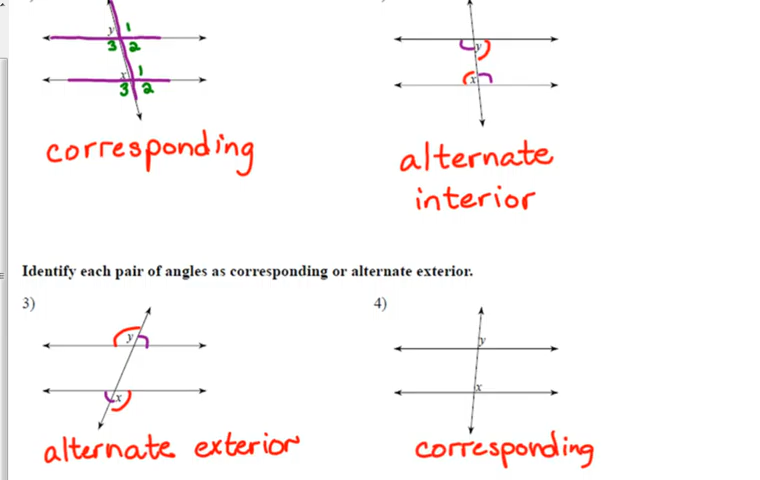 y 1
3 2
x 1
3 2
corresponding
y
x
alternate
interior
Identify each pair of angles as corresponding or alternate exterior.
3)
y
x
alternate exterior
4)
y
x
corresponding